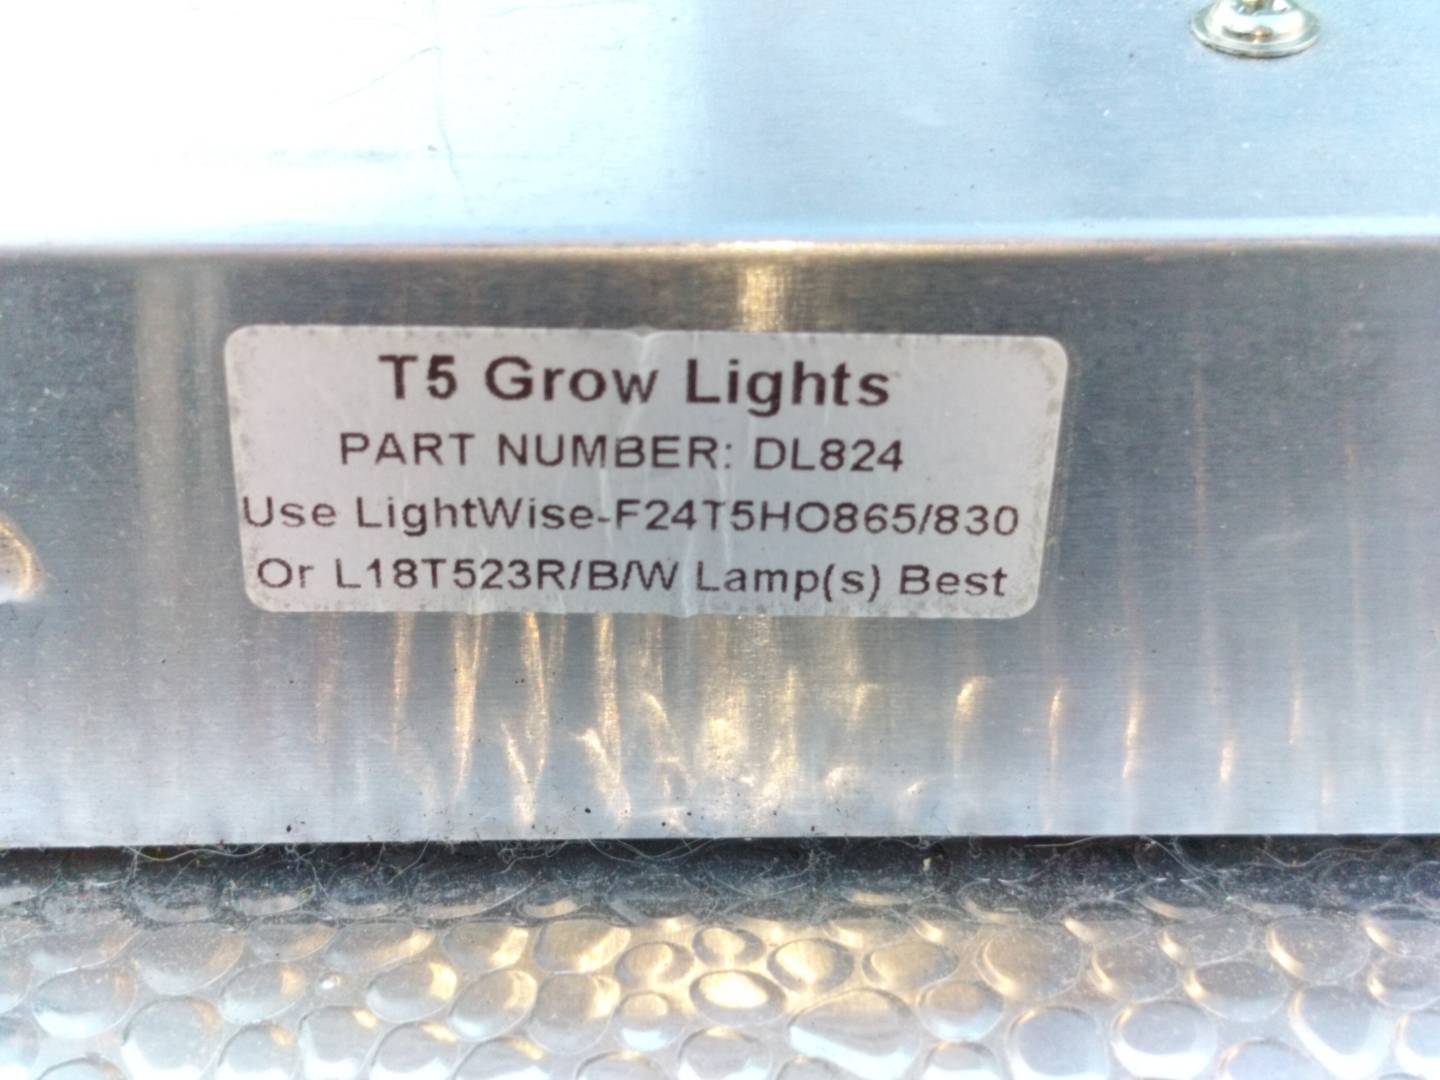 T5 Grow Lights
PART NUMBER: DL824
Use LightWise-F24T5HO865/830
Or L18T523R/B/W Lamp(s) Best